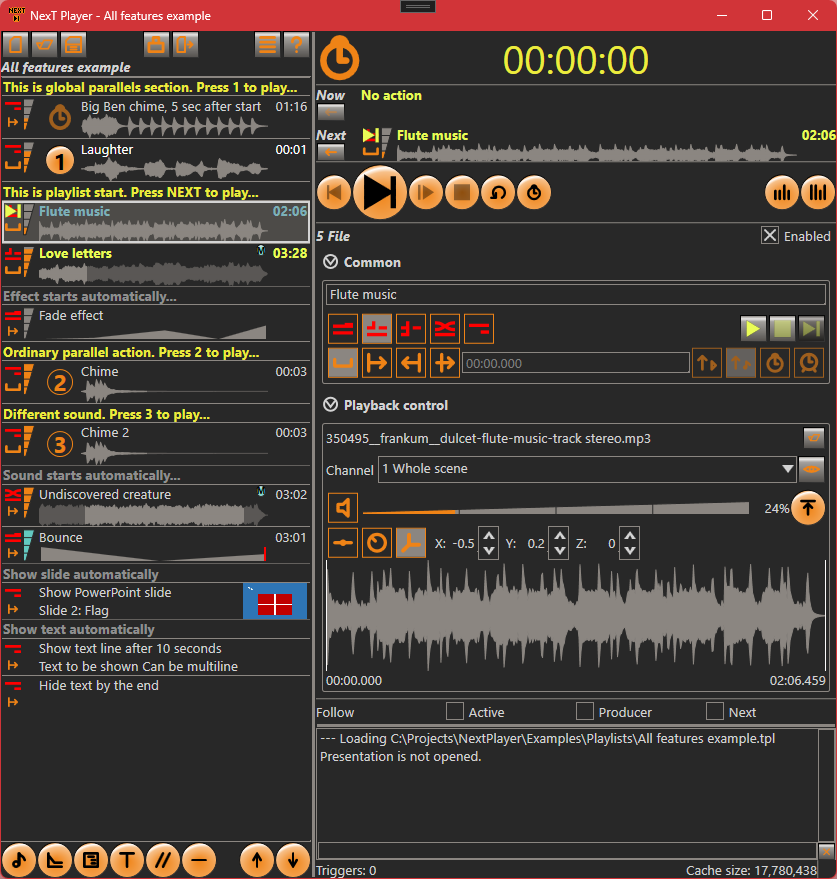 NEXT
NexT Player - All features example
All features example
This is global parallels section. Press 1 to play...
Big Ben chime, 5 sec after start 01:16
1 Laughter 00:01
This is playlist start. Press NEXT to play...
Flute music 02:06
Love letters 03:28
Effect starts automatically...
Fade effect
Ordinary parallel action. Press 2 to play...
2 Chime 00:03
Different sound. Press 3 to play...
3 Chime 2 00:03
Sound starts automatically...
Undiscovered creature 03:02
Bounce 03:01
Show slide automatically
Show PowerPoint slide
Slide 2: Flag
Show text automatically
Show text line after 10 seconds
Text to be shown Can be multiline
Hide text by the end
00:00:00
Now No action
Next Flute music 02:06
5 File Enabled
Common
Flute music
00:00.000
Playback control
350495__frankum__dulcet-flute-music-track stereo.mp3
Channel 1 Whole scene
24%
X: -0.5 Y: 0.2 Z: 0
00:00.000 02:06.459
Follow Active Producer Next
--- Loading C:\Projects\NextPlayer\Examples\Playlists\All features example.tpl
Presentation is not opened.
Triggers: 0 Cache size: 17,780,438